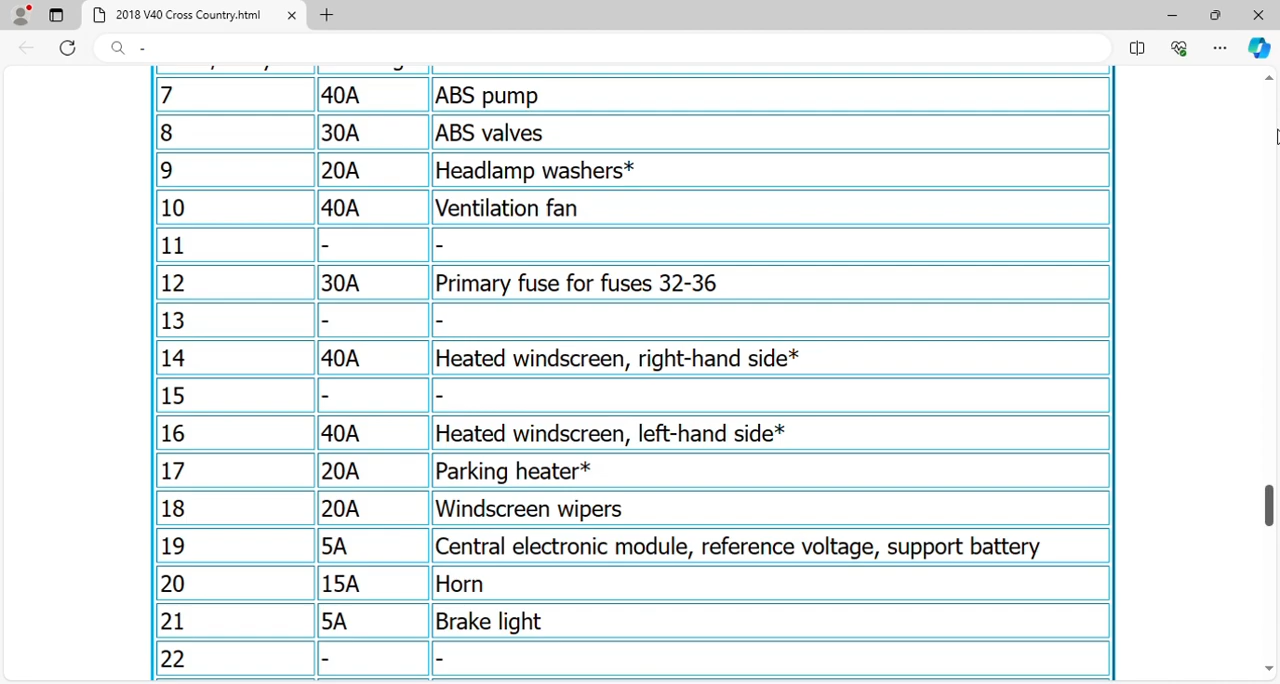 2018 V40 Cross Country.html
-
7 40A ABS pump
8 30A ABS valves
9 20A Headlamp washers*
10 40A Ventilation fan
11 - -
12 30A Primary fuse for fuses 32-36
13 - -
14 40A Heated windscreen, right-hand side*
15 - -
16 40A Heated windscreen, left-hand side*
17 20A Parking heater*
18 20A Windscreen wipers
19 5A Central electronic module, reference voltage, support battery
20 15A Horn
21 5A Brake light
22 - -